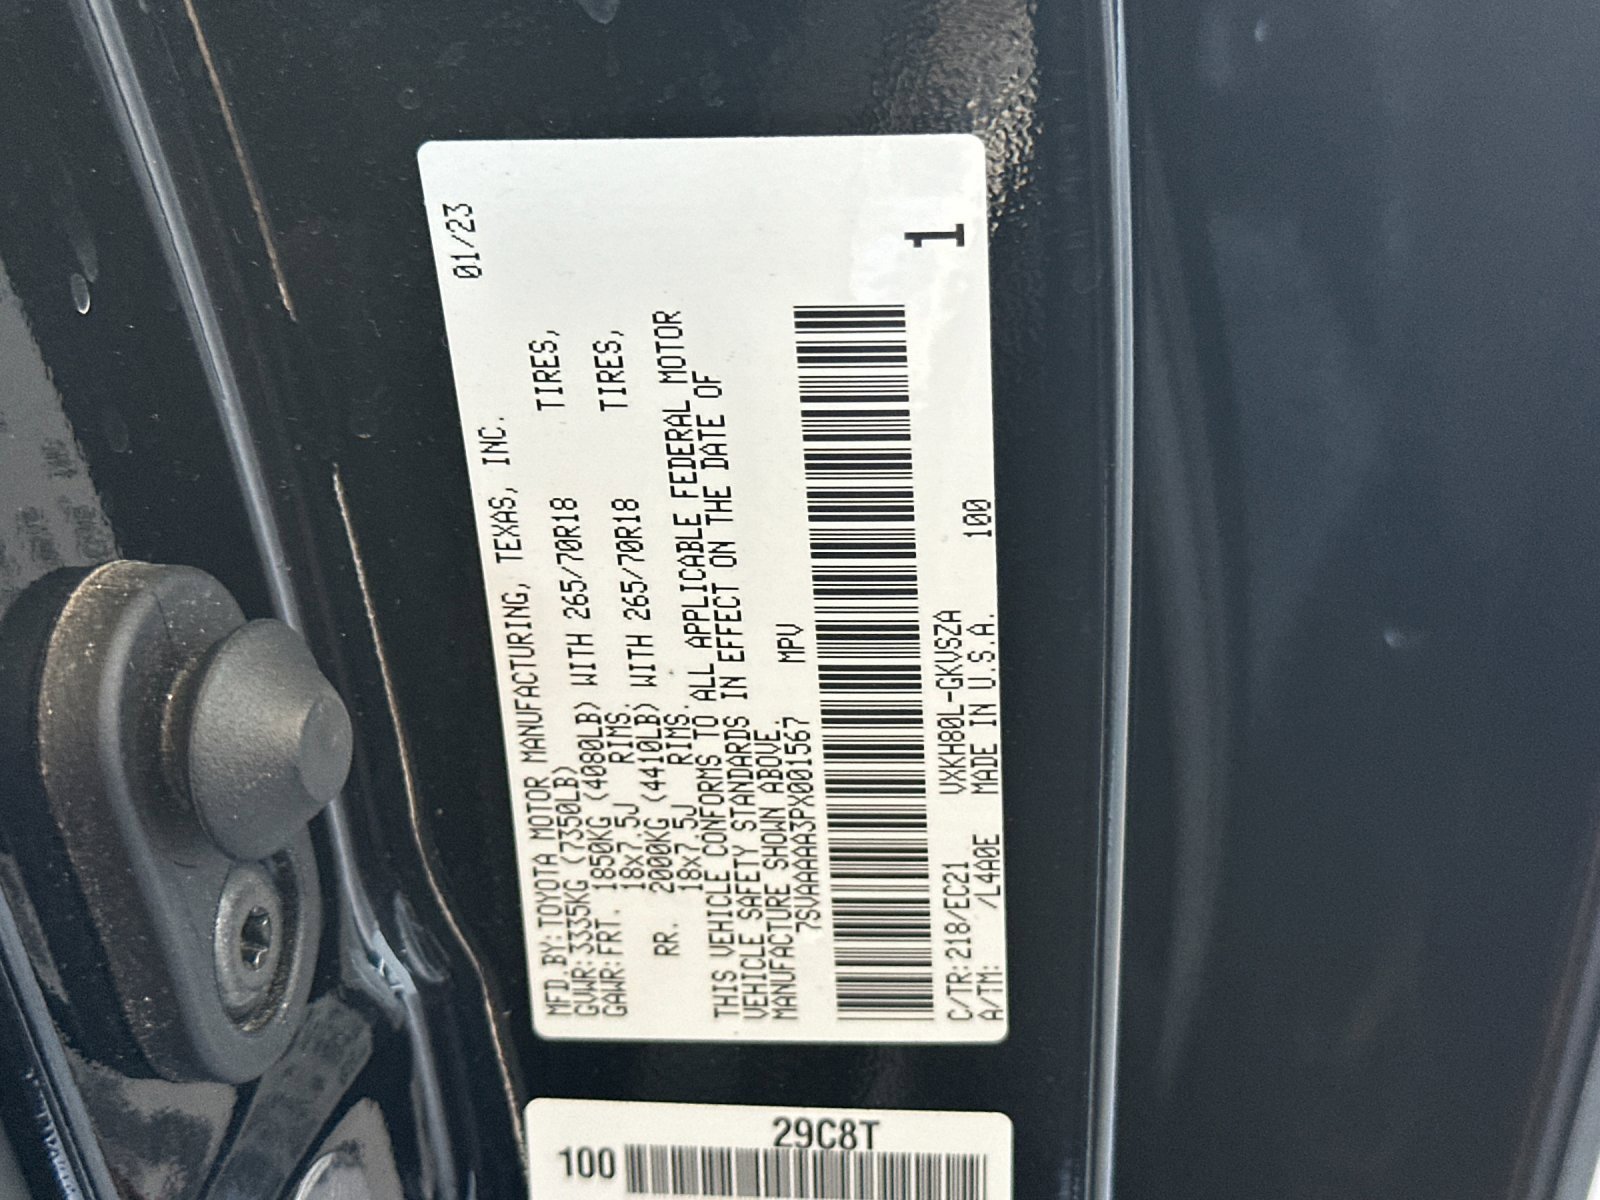 01/23
MFD.BY:TOYOTA MOTOR MANUFACTURING, TEXAS, INC.
GVWR:3335KG (7350LB)
GAWR:FRT. 1850KG (4080LB) WITH 265/70R18 TIRES,
18x7.5J RIMS.
RR. 2000KG (4410LB) WITH 265/70R18 TIRES,
18x7.5J RIMS.
THIS VEHICLE CONFORMS TO ALL APPLICABLE FEDERAL MOTOR
VEHICLE SAFETY STANDARDS IN EFFECT ON THE DATE OF
MANUFACTURE SHOWN ABOVE.
7SVAAAAA3PX001567 MPV
1
C/TR:218/EC21 VXKH80L-GKVSZA
A/TM: /L4A0E MADE IN U.S.A. 100
29C8T
100